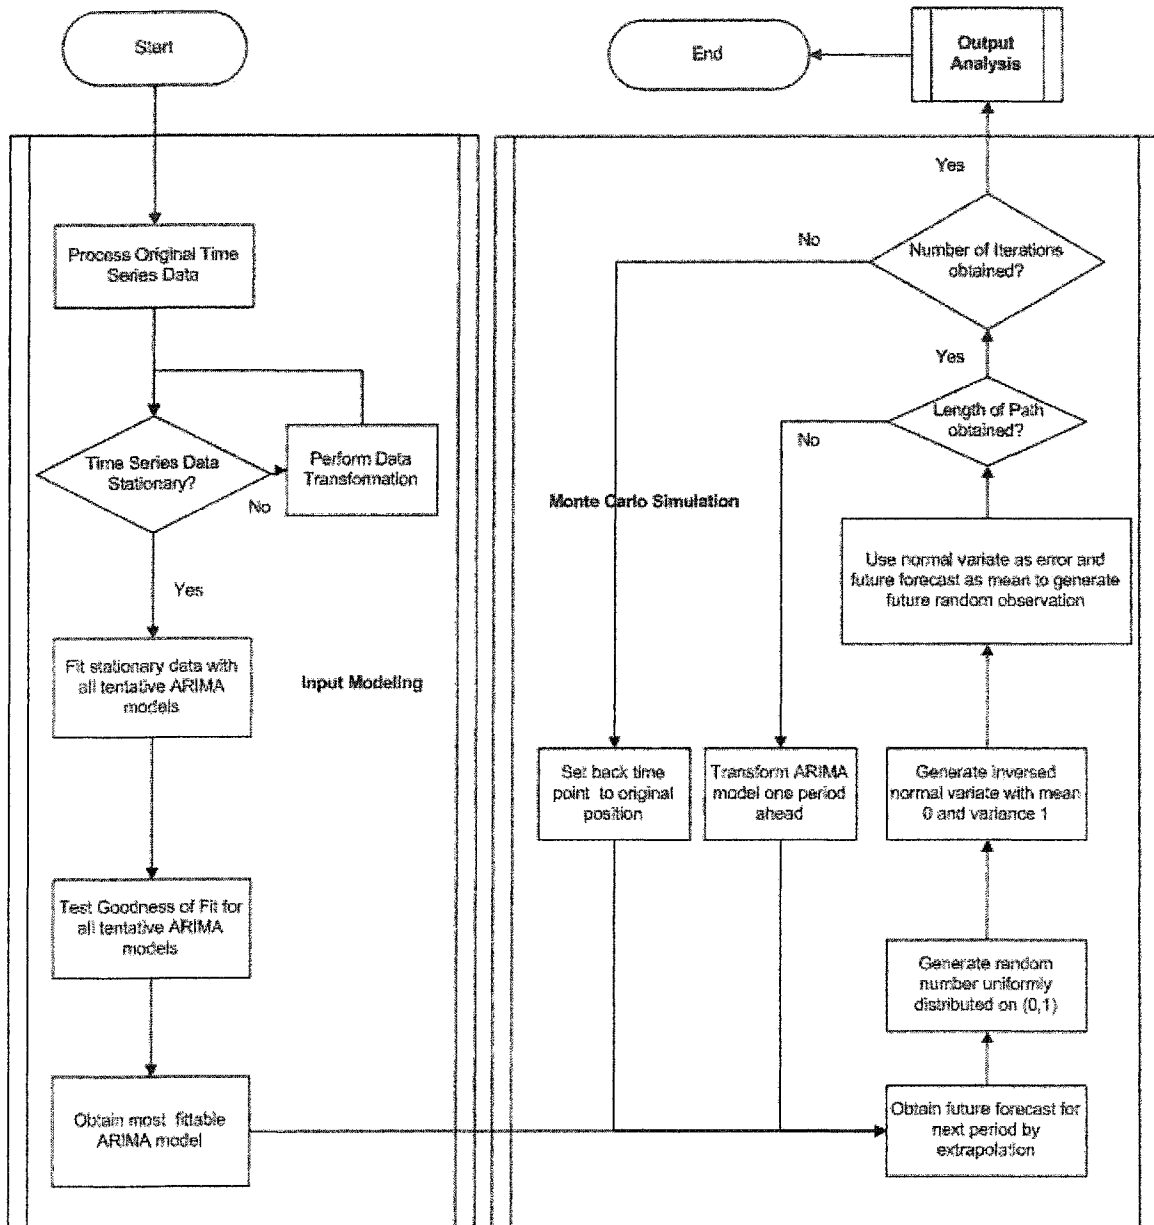 Start
Process Original Time
Series Data
Time Series Data
Stationary?
No
Perform Data
Transformation
Yes
Fit stationary data with
all tentative ARIMA
models
Input Modeling
Test Goodness of Fit for
all tentative ARIMA
models
Obtain most fittable
ARIMA model
End
Output
Analysis
Yes
Number of Iterations
obtained?
No
Yes
Length of Path
obtained?
No
Monte Carlo Simulation
Use normal variate as error and
future forecast as mean to generate
future random observation
Set back time
point to original
position
Transform ARIMA
model one period
ahead
Generate inversed
normal variate with mean
0 and variance 1
Generate random
number uniformly
distributed on (0,1)
Obtain future forecast for
next period by
extrapolation